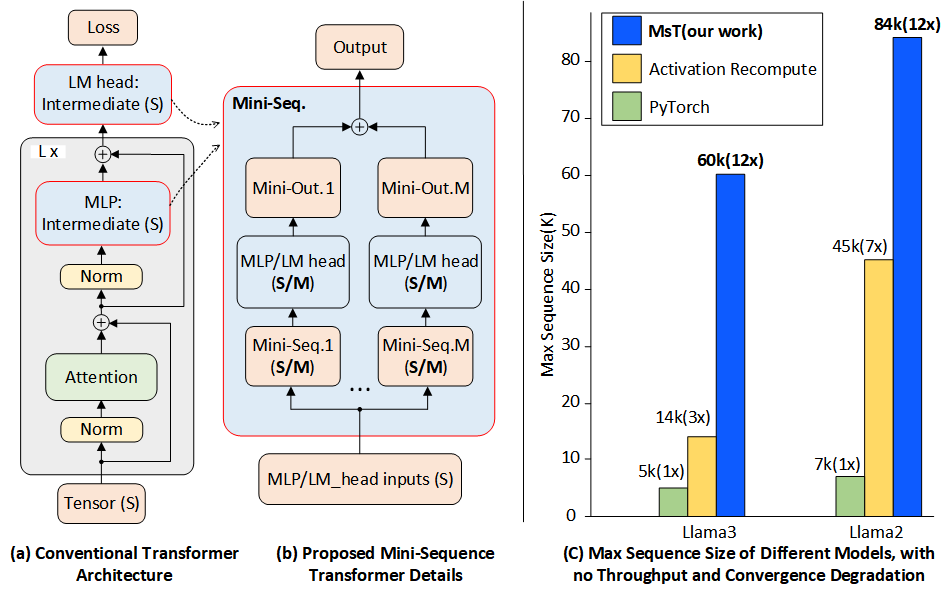 Loss
LM head:
Intermediate (S)
L x
MLP:
Intermediate (S)
Norm
Attention
Norm
Tensor (S)
(a) Conventional Transformer
Architecture
Output
Mini-Seq.
Mini-Out.1
Mini-Out.M
MLP/LM head
(S/M)
MLP/LM head
(S/M)
Mini-Seq.1
(S/M)
Mini-Seq.M
(S/M)
...
MLP/LM_head inputs (S)
(b) Proposed Mini-Sequence
Transformer Details
MsT(our work)
Activation Recompute
PyTorch
Max Sequence Size(K)
80
70
60
50
40
30
20
10
0
5k(1x)
14k(3x)
60k(12x)
7k(1x)
45k(7x)
84k(12x)
Llama3
Llama2
(C) Max Sequence Size of Different Models, with
no Throughput and Convergence Degradation